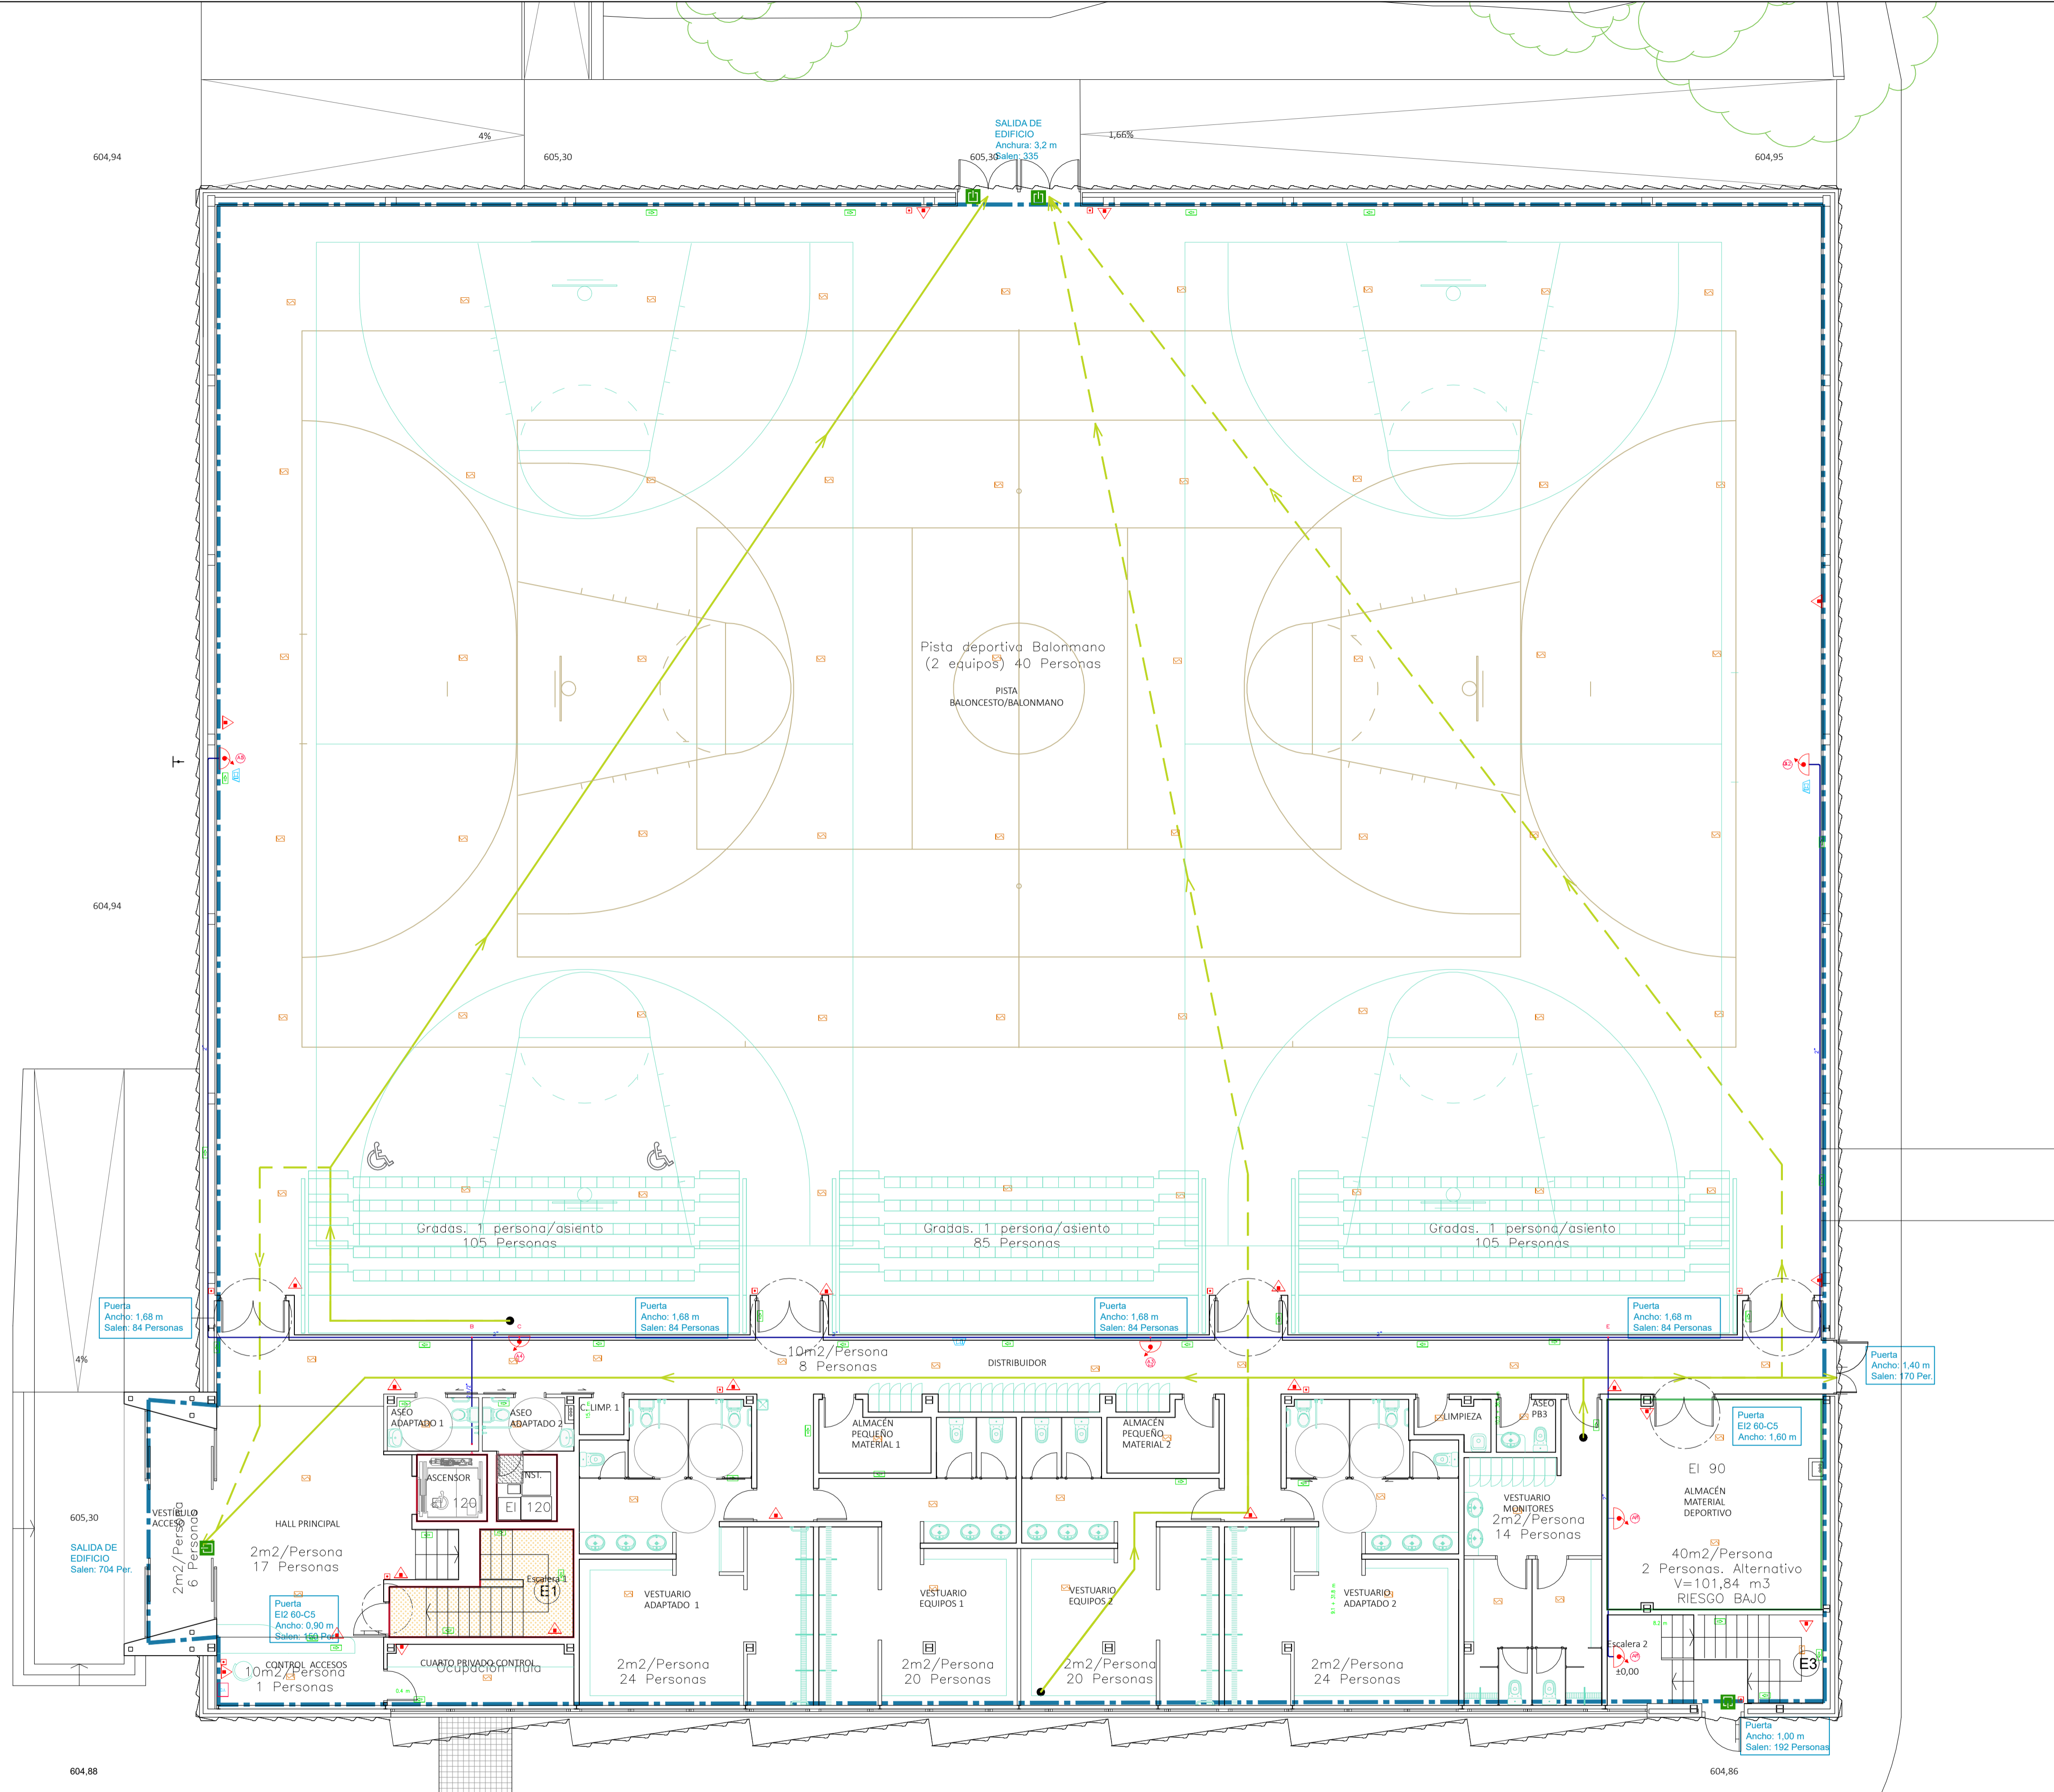 SALIDA DE
EDIFICIO
Anchura: 3,2 m
Salen: 335
4%
1,66%
604,94
605,30
605,30
604,95
Pista deportiva Balonmano
(2 equipos) 40 Personas
PISTA
BALONCESTO/BALONMANO
604,94
Gradas. 1 persona/asiento
105 Personas
Gradas. 1 persona/asiento
85 Personas
Gradas. 1 persona/asiento
105 Personas
Puerta
Ancho: 1,68 m
Salen: 84 Personas
Puerta
Ancho: 1,68 m
Salen: 84 Personas
Puerta
Ancho: 1,68 m
Salen: 84 Personas
Puerta
Ancho: 1,68 m
Salen: 84 Personas
B
C
E
4%
10m2/Persona
8 Personas
DISTRIBUIDOR
Puerta
Ancho: 1,40 m
Salen: 170 Per.
ASEO
ADAPTADO 1
ASEO
ADAPTADO 2
C. LIMP. 1
ALMACÉN
PEQUEÑO
MATERIAL 1
ALMACÉN
PEQUEÑO
MATERIAL 2
LIMPIEZA
ASEO
PB3
Puerta
EI2 60-C5
Ancho: 1,60 m
ASCENSOR
EI 120
INST.
EI 120
EI 90
ALMACÉN
MATERIAL
DEPORTIVO
40m2/Persona
2 Personas. Alternativo
V=101,84 m3
RIESGO BAJO
VESTUARIO
MONITORES
2m2/Persona
14 Personas
605,30
SALIDA DE
EDIFICIO
Salen: 704 Per.
VESTÍBULO
ACCESO
2m2/Persona
6 Personas
HALL PRINCIPAL
2m2/Persona
17 Personas
Puerta
EI2 60-C5
Ancho: 0,90 m
Salen: 150 Per.
Escalera 1
E1
VESTUARIO
ADAPTADO 1
2m2/Persona
24 Personas
VESTUARIO
EQUIPOS 1
2m2/Persona
20 Personas
VESTUARIO
EQUIPOS 2
2m2/Persona
20 Personas
VESTUARIO
ADAPTADO 2
2m2/Persona
24 Personas
Escalera 2
±0,00
E3
CONTROL ACCESOS
10m2/Persona
1 Personas
CUARTO PRIVADO CONTROL
Ocupación nula
0.4 m
Puerta
Ancho: 1,00 m
Salen: 192 Personas
604,88
604,86